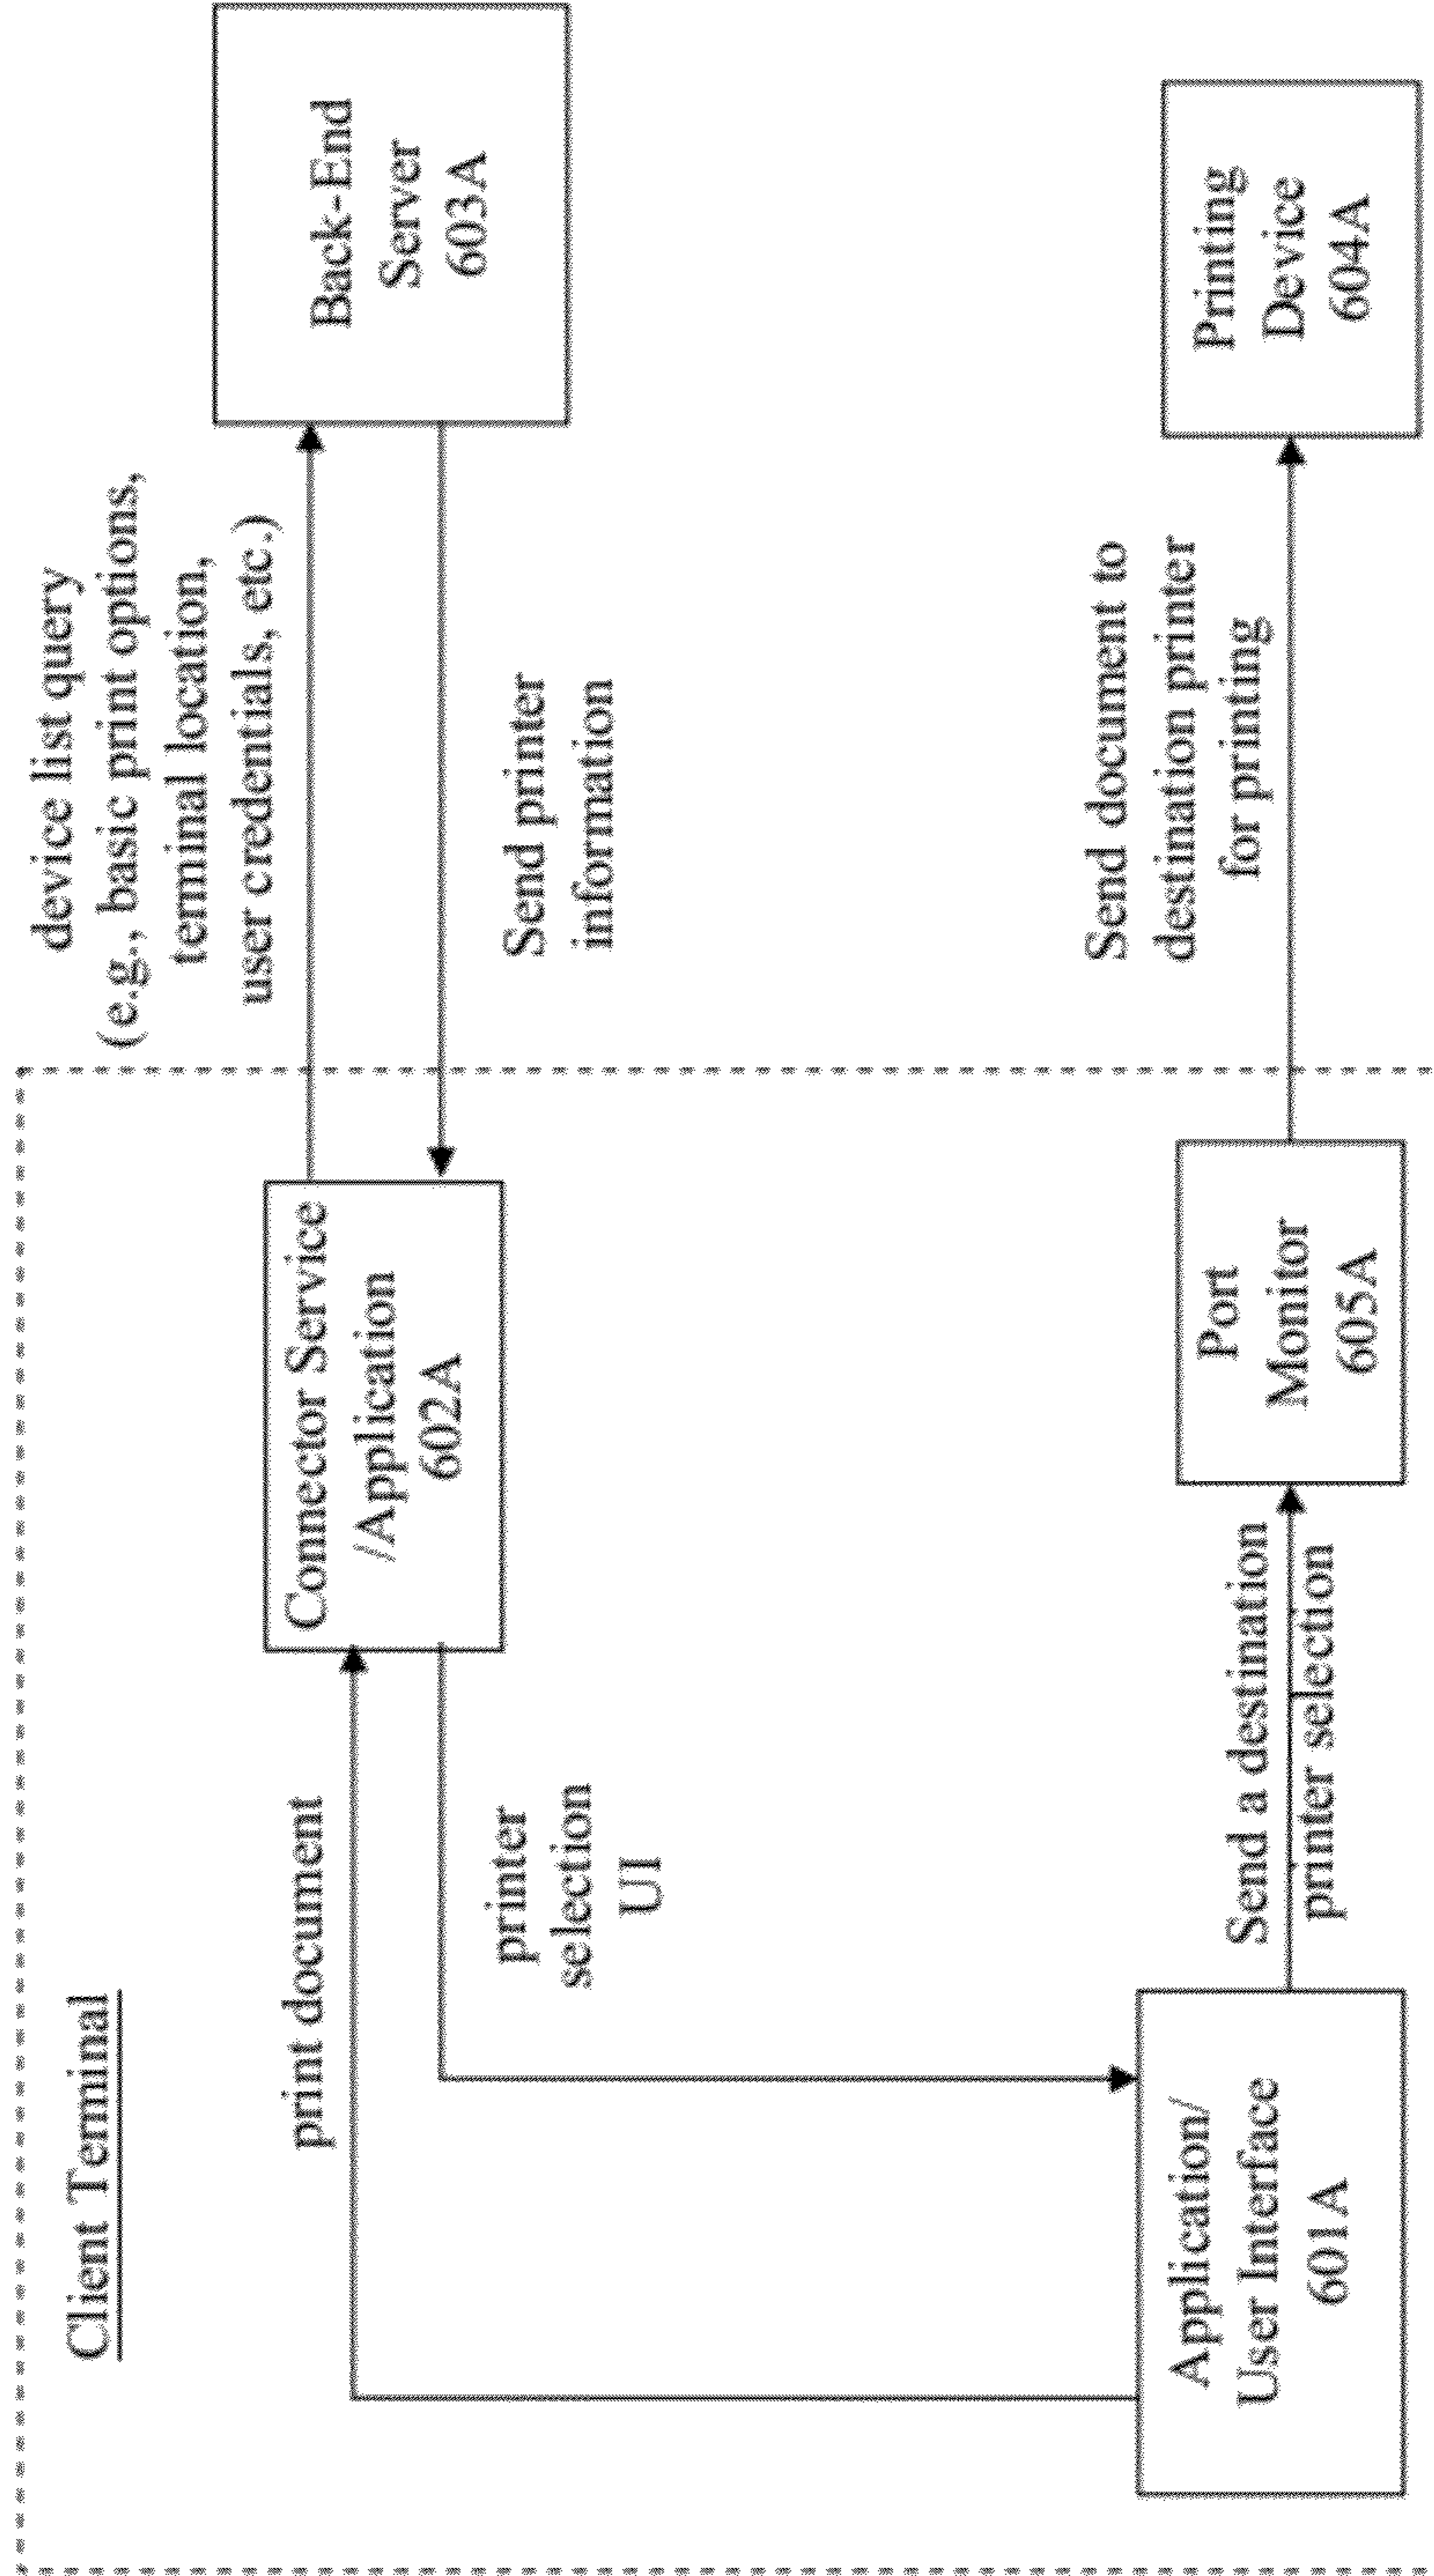 Client Terminal
print document
printer
selection
UI
Connector Service
/Application
602A
device list query
(e.g., basic print options,
terminal location,
user credentials, etc.)
Send printer
information
Back-End
Server
603A
Application/
User Interface
601A
Send a destination
printer selection
Port
Monitor
605A
Send document to
destination printer
for printing
Printing
Device
604A